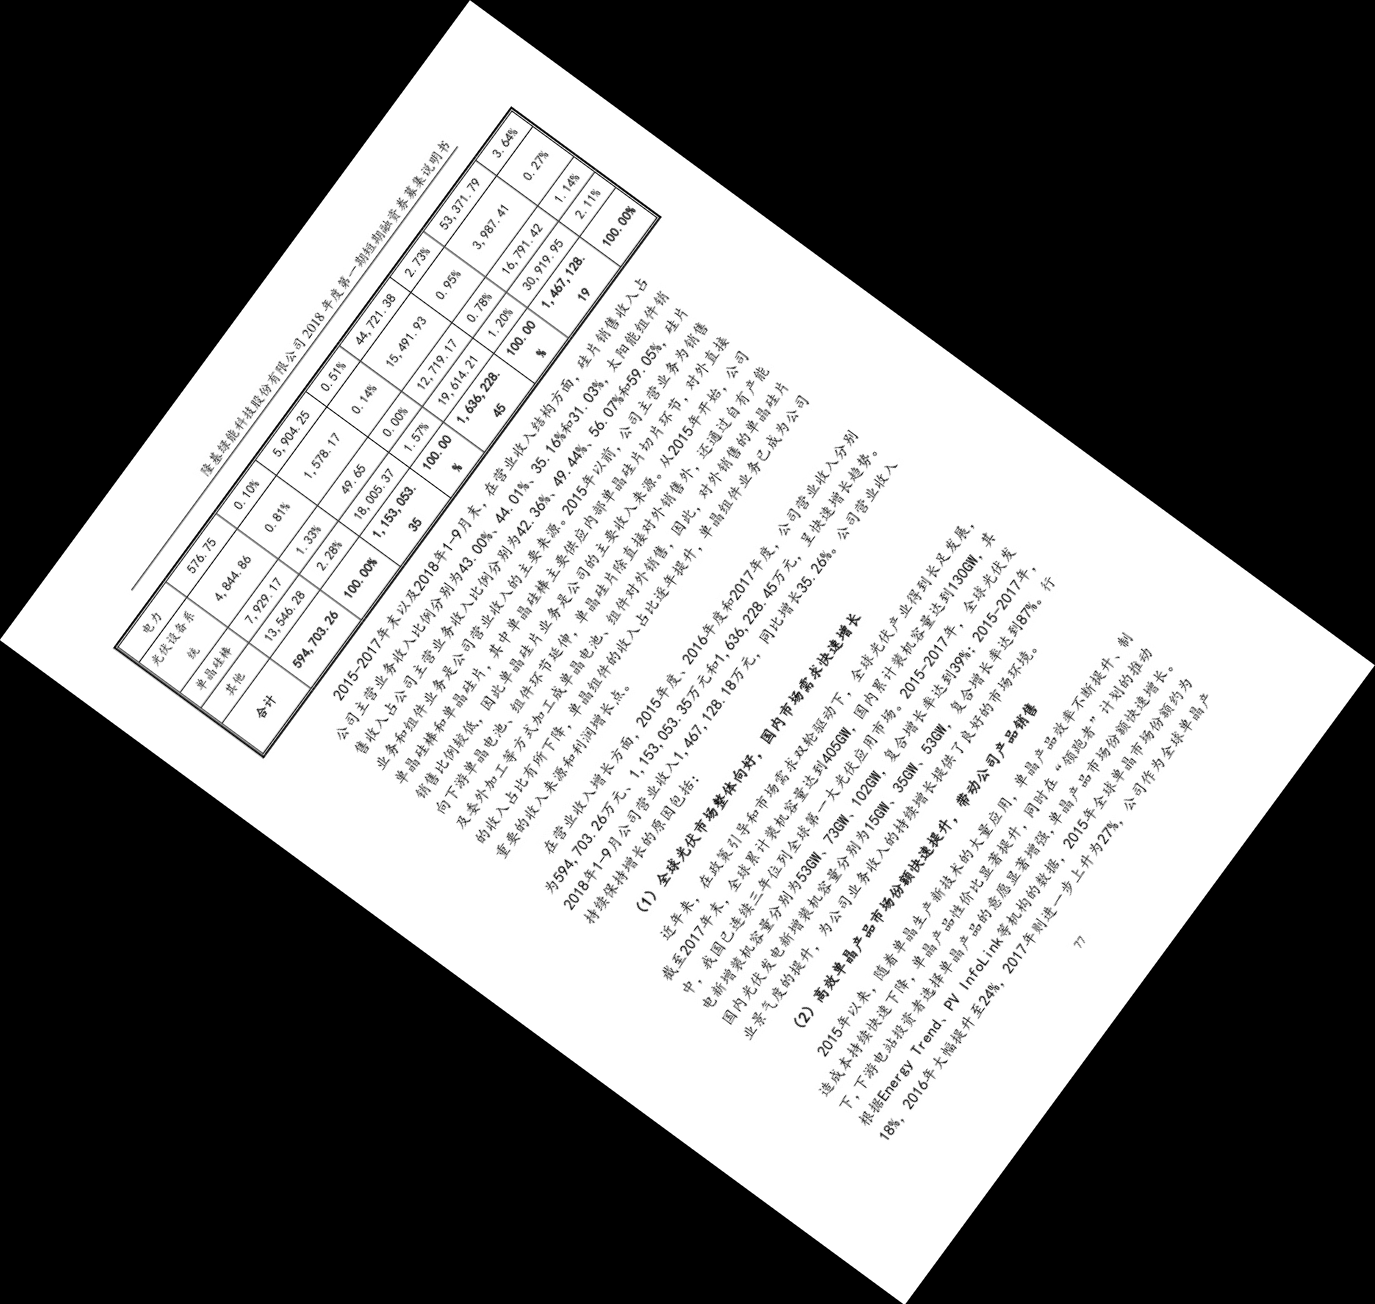 隆基绿能科技股份有限公司 2018 年度第一期短期融资券募集说明书
电力 576.75 0.10% 5,904.25 0.51% 44,721.38 2.73% 53,371.79 3.64%
光伏设备系统 4,844.86 0.81% 1,578.17 0.14% 15,491.93 0.95% 3,987.41 0.27%
单晶硅棒 7,929.17 1.33% 49.65 0.00% 12,719.17 0.78% 16,791.42 1.14%
其他 13,546.28 2.28% 18,005.37 1.57% 19,614.21 1.20% 30,919.95 2.11%
合计 594,703.26 100.00% 1,153,053.35 100.00% 1,636,228.45 100.00% 1,467,128.19 100.00%
2015-2017年末以及2018年1-9月末，在营业收入结构方面，硅片销售收入占
公司主营业务收入比例分别为43.00%、44.01%、35.16%和31.03%，太阳能组件销
售收入占公司主营业务收入比例分别为42.36%、49.44%、56.07%和59.05%，硅片
业务和组件业务是公司营业收入的主要来源。2015年以前，公司主营业务为销售
单晶硅棒和单晶硅片，其中单晶硅棒主要供应内部单晶硅片切片环节，对外直接
销售比例较低，因此单晶硅片业务是公司的主要收入来源。从2015年开始，公司
向下游单晶电池、组件环节延伸，单晶硅片除直接对外销售外，还通过自有产能
及委外加工等方式加工成单晶电池、组件对外销售，因此，对外销售的单晶硅片
的收入占比有所下降，单晶组件的收入占比逐年提升，单晶组件业务已成为公司
重要的收入来源和利润增长点。
在营业收入增长方面，2015年度、2016年度和2017年度，公司营业收入分别
为594,703.26万元、1,153,053.35万元和1,636,228.45万元，呈快速增长趋势。
2018年1-9月公司营业收入1,467,128.18万元，同比增长35.26%。公司营业收入
持续保持增长的原因包括：
（1）全球光伏市场整体向好，国内市场需求快速增长
近年来，在政策引导和市场需求双轮驱动下，全球光伏产业得到长足发展，
截至2017年末，全球累计装机容量达到405GW，国内累计装机容量达到130GW，其
中，我国已连续三年位列全球第一大光伏应用市场。2015-2017年，全球光伏发
电新增装机容量分别为53GW、73GW、102GW，复合增长率达到39%；2015-2017年，
国内光伏发电新增装机容量分别为15GW、35GW、53GW，复合增长率达到87%。行
业景气度的提升，为公司业务收入的持续增长提供了良好的市场环境。
（2）高效单晶产品市场份额快速提升，带动公司产品销售
2015年以来，随着单晶生产新技术的大量应用，单晶产品效率不断提升、制
造成本持续快速下降，单晶产品性价比显著提升，同时在“领跑者”计划的推动
下，下游电站投资者选择单晶产品的意愿显著增强，单晶产品市场份额快速增长。
根据Energy Trend、PV InfoLink等机构的数据，2015年全球单晶市场份额约为
18%，2016年大幅提升至24%，2017年则进一步上升为27%，公司作为全球单晶产
77